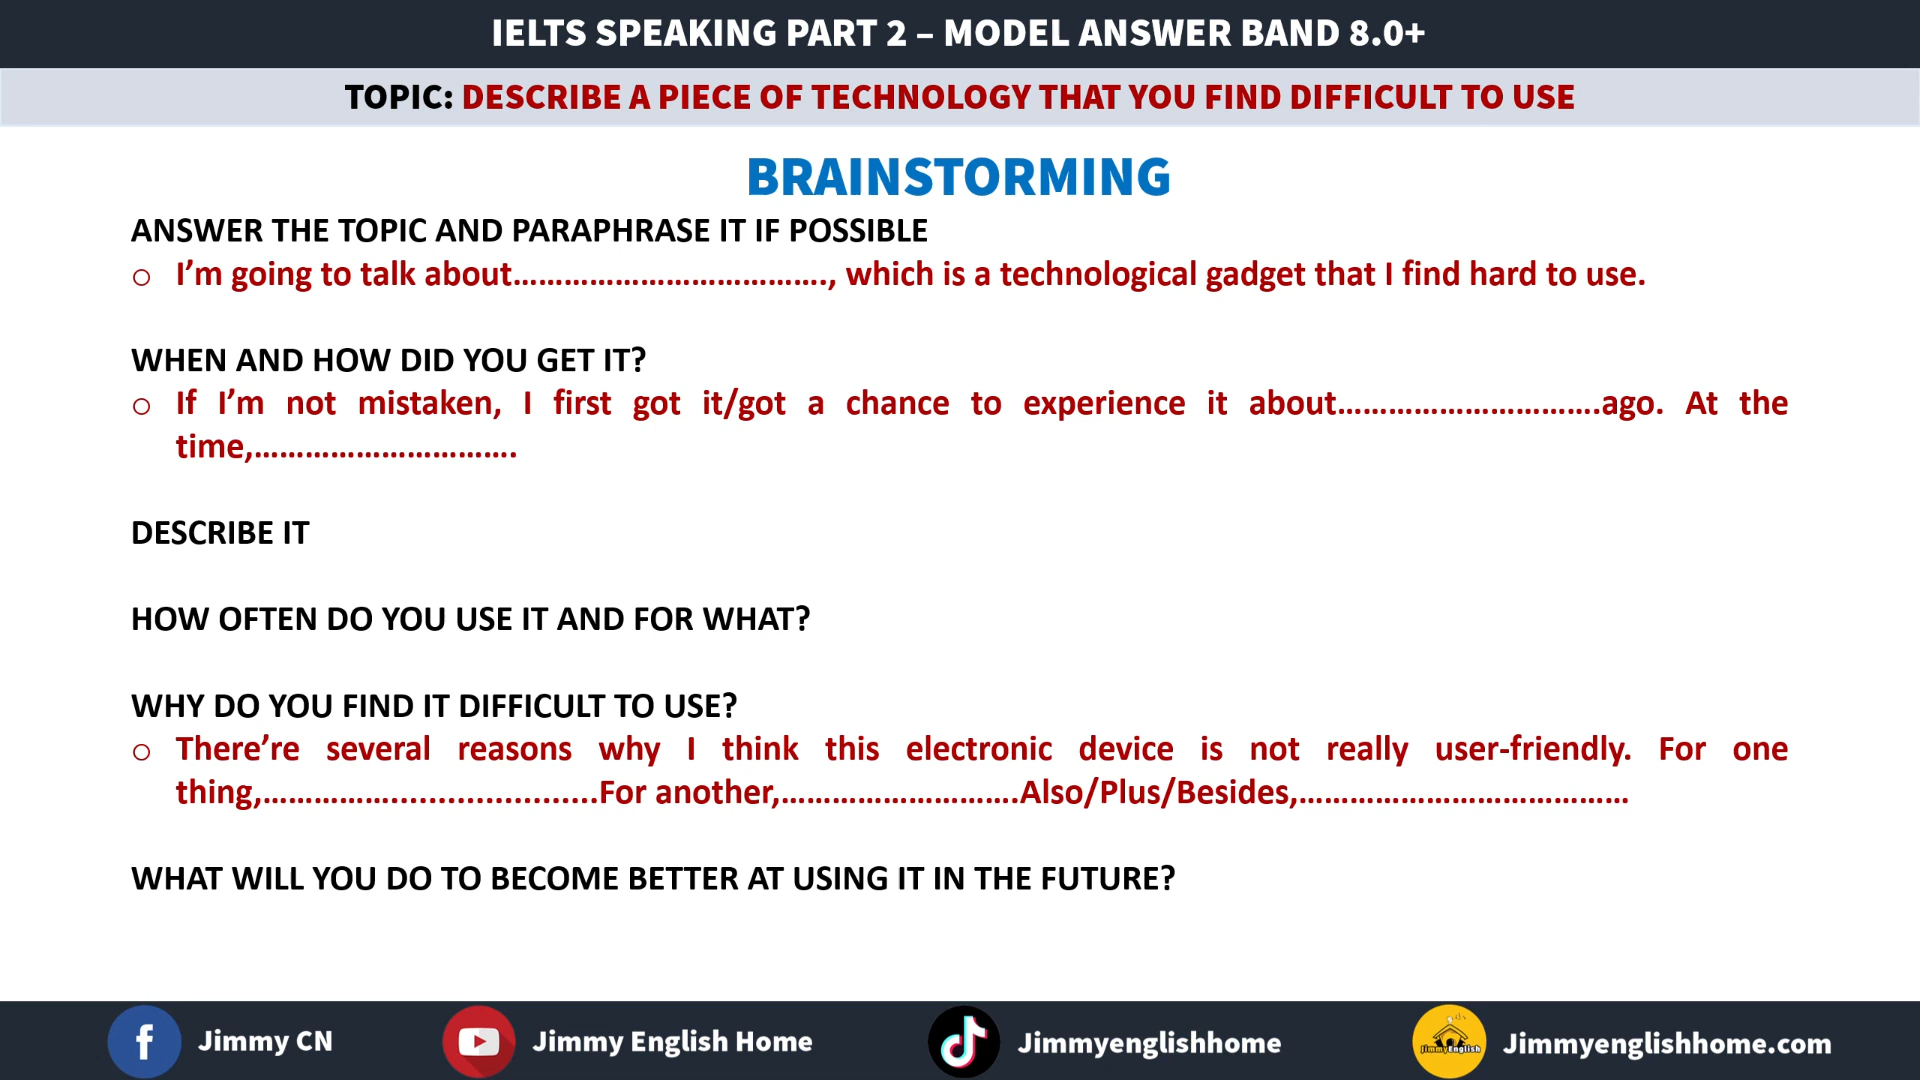 IELTS SPEAKING PART 2 – MODEL ANSWER BAND 8.0+
TOPIC: DESCRIBE A PIECE OF TECHNOLOGY THAT YOU FIND DIFFICULT TO USE
BRAINSTORMING
ANSWER THE TOPIC AND PARAPHRASE IT IF POSSIBLE
o I’m going to talk about………………………………., which is a technological gadget that I find hard to use.
WHEN AND HOW DID YOU GET IT?
o If I’m not mistaken, I first got it/got a chance to experience it about………………………….ago. At the
time,………………………….
DESCRIBE IT
HOW OFTEN DO YOU USE IT AND FOR WHAT?
WHY DO YOU FIND IT DIFFICULT TO USE?
o There’re several reasons why I think this electronic device is not really user-friendly. For one
thing,……………......................For another,……………………….Also/Plus/Besides,…………………………………
WHAT WILL YOU DO TO BECOME BETTER AT USING IT IN THE FUTURE?
Jimmy CN
Jimmy English Home
Jimmyenglishhome
JimmyEnglish
Jimmyenglishhome.com